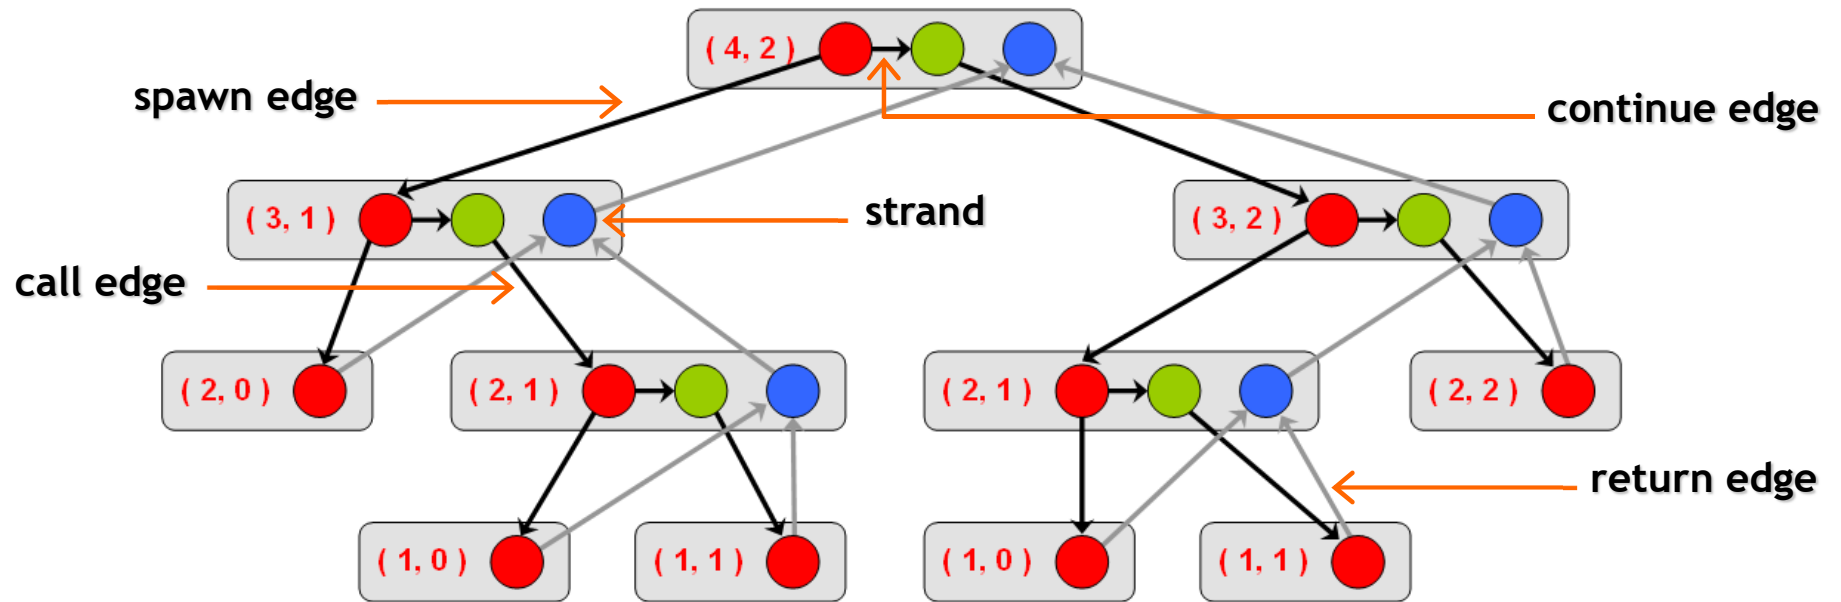 ( 4, 2 )
spawn edge
continue edge
( 3, 1 )
strand
( 3, 2 )
call edge
( 2, 0 )
( 2, 1 )
( 2, 1 )
( 2, 2 )
return edge
( 1, 0 )
( 1, 1 )
( 1, 0 )
( 1, 1 )